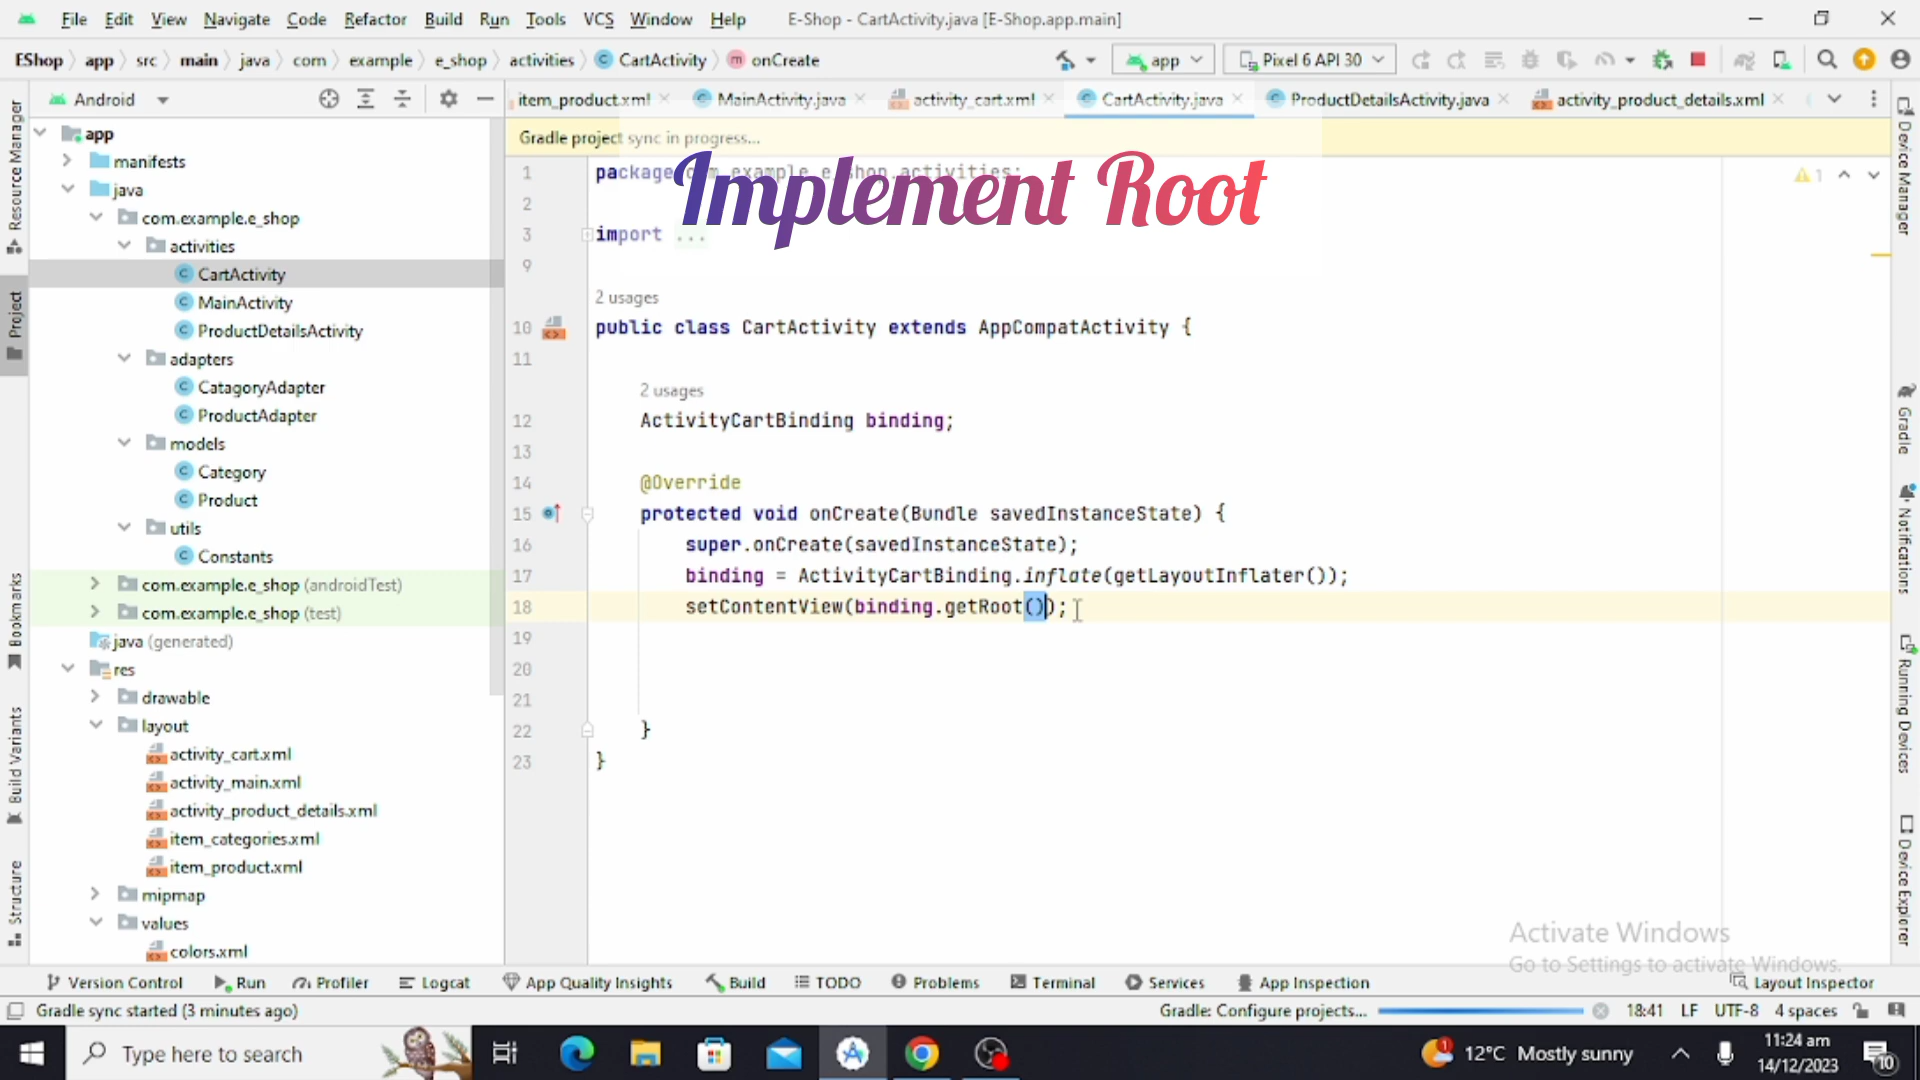 File Edit View Navigate Code Refactor Build Run Tools VCS Window Help E-Shop - CartActivity.java [E-Shop.app.main]
EShop app src main java com example e_shop activities CartActivity onCreate app Pixel 6 API 30
Android
item_product.xml MainActivity.java activity_cart.xml CartActivity.java ProductDetailsActivity.java activity_product_details.xml
Gradle project sync in progress...
Implement Root
1 package com.example.e_shop.activities;
2
3 import ...
9
2 usages
10 public class CartActivity extends AppCompatActivity {
11
2 usages
12 ActivityCartBinding binding;
13
14 @Override
15 protected void onCreate(Bundle savedInstanceState) {
16 super.onCreate(savedInstanceState);
17 binding = ActivityCartBinding.inflate(getLayoutInflater());
18 setContentView(binding.getRoot());
19
20
21
22 }
23 }
1
app
manifests
java
com.example.e_shop
activities
CartActivity
MainActivity
ProductDetailsActivity
adapters
CatagoryAdapter
ProductAdapter
models
Category
Product
utils
Constants
com.example.e_shop (androidTest)
com.example.e_shop (test)
java (generated)
res
drawable
layout
activity_cart.xml
activity_main.xml
activity_product_details.xml
item_categories.xml
item_product.xml
mipmap
values
colors.xml
Resource Manager
Project
Bookmarks
Build Variants
Structure
Device Manager
Gradle
Notifications
Running Devices
Device Explorer
Activate Windows
Go to Settings to activate Windows.
Version Control Run Profiler Logcat App Quality Insights Build TODO Problems Terminal Services App Inspection Layout Inspector
Gradle sync started (3 minutes ago) Gradle: Configure projects... 18:41 LF UTF-8 4 spaces
Type here to search 1 12°C Mostly sunny 11:24 am
14/12/2023 10